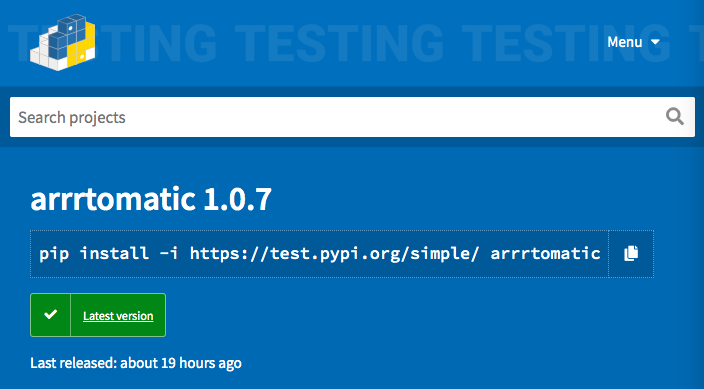 TESTING TESTING TESTING
Menu
Search projects
arrrtomatic 1.0.7
pip install -i https://test.pypi.org/simple/ arrrtomatic
Latest version
Last released: about 19 hours ago